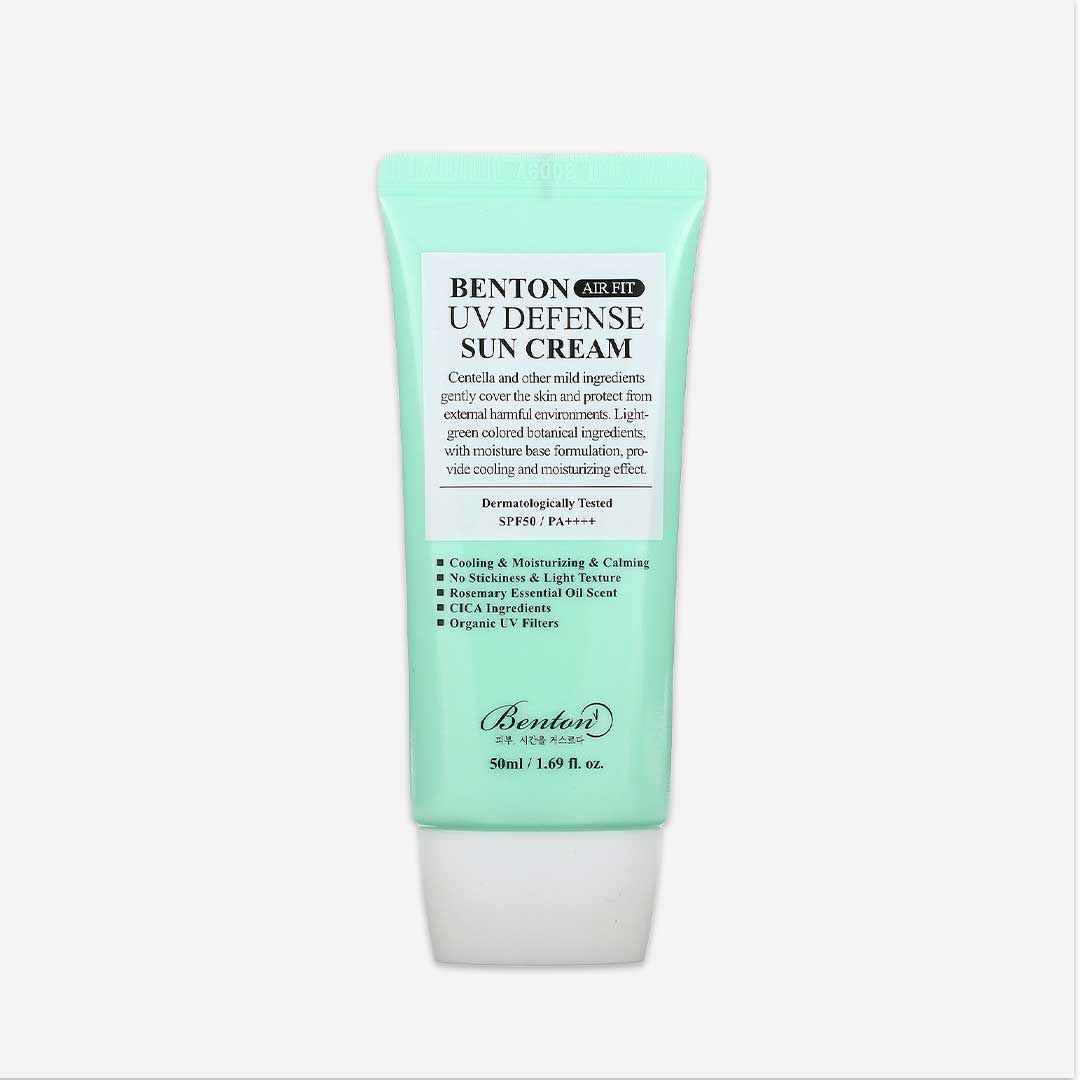 BENTON AIR FIT
UV DEFENSE
SUN CREAM
Centella and other mild ingredients
gently cover the skin and protect from
external harmful environments. Light-
green colored botanical ingredients,
with moisture base formulation, pro-
vide cooling and moisturizing effect.
Dermatologically Tested
SPF50 / PA++++
■ Cooling & Moisturizing & Calming
■ No Stickiness & Light Texture
■ Rosemary Essential Oil Scent
■ CICA Ingredients
■ Organic UV Filters
Benton
피부, 시간을 거스르다
50ml / 1.69 fl. oz.